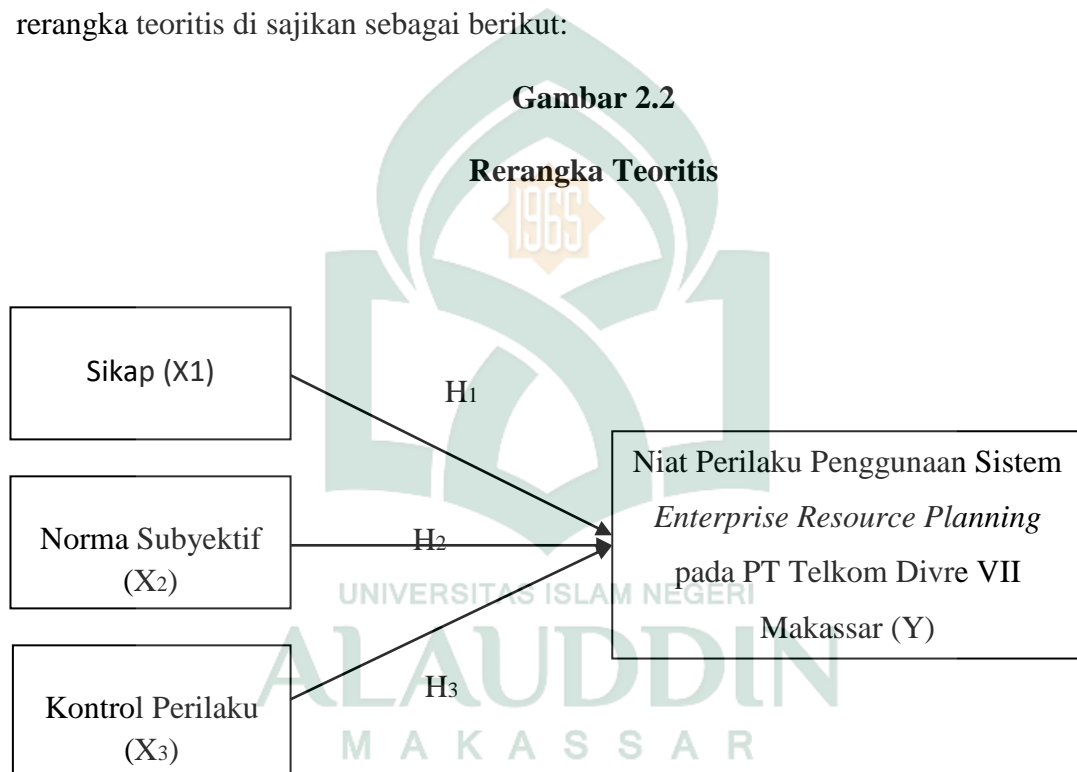 rerangka teoritis di sajikan sebagai berikut:
Gambar 2.2
Rerangka Teoritis
1965
Sikap (X1)
H1
Norma Subyektif
(X2)
H2
Kontrol Perilaku
(X3)
H3
Niat Perilaku Penggunaan Sistem
Enterprise Resource Planning
pada PT Telkom Divre VII
Makassar (Y)
UNIVERSITAS ISLAM NEGERI
ALAUDDIN
MAKASSAR